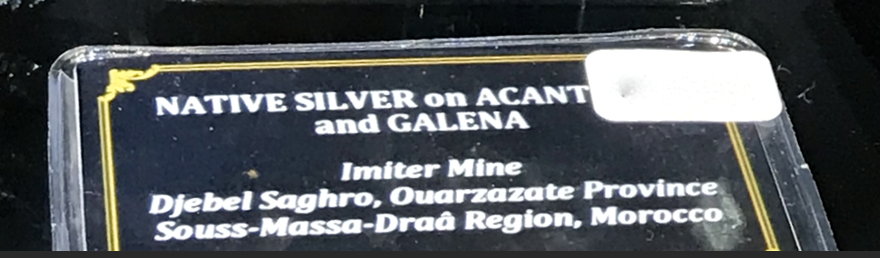 NATIVE SILVER on ACANT
and GALENA
Imiter Mine
Djebel Saghro, Ouarzazate Province
Souss-Massa-Draâ Region, Morocco